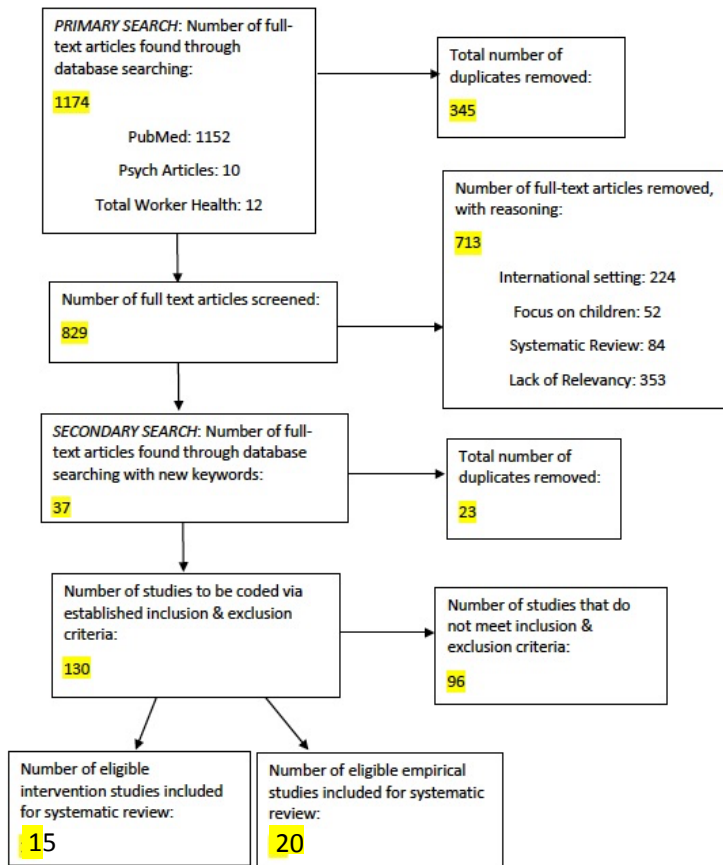 PRIMARY SEARCH: Number of full-
text articles found through
database searching:
1174
PubMed: 1152
Psych Articles: 10
Total Worker Health: 12
Total number of
duplicates removed:
345
Number of full-text articles removed,
with reasoning:
713
International setting: 224
Focus on children: 52
Systematic Review: 84
Lack of Relevancy: 353
Number of full text articles screened:
829
SECONDARY SEARCH: Number of full-
text articles found through database
searching with new keywords:
37
Total number of
duplicates removed:
23
Number of studies to be coded via
established inclusion & exclusion
criteria:
130
Number of studies that do
not meet inclusion &
exclusion criteria:
96
Number of eligible
intervention studies included
for systematic review:
15
Number of eligible empirical
studies included for systematic
review:
20